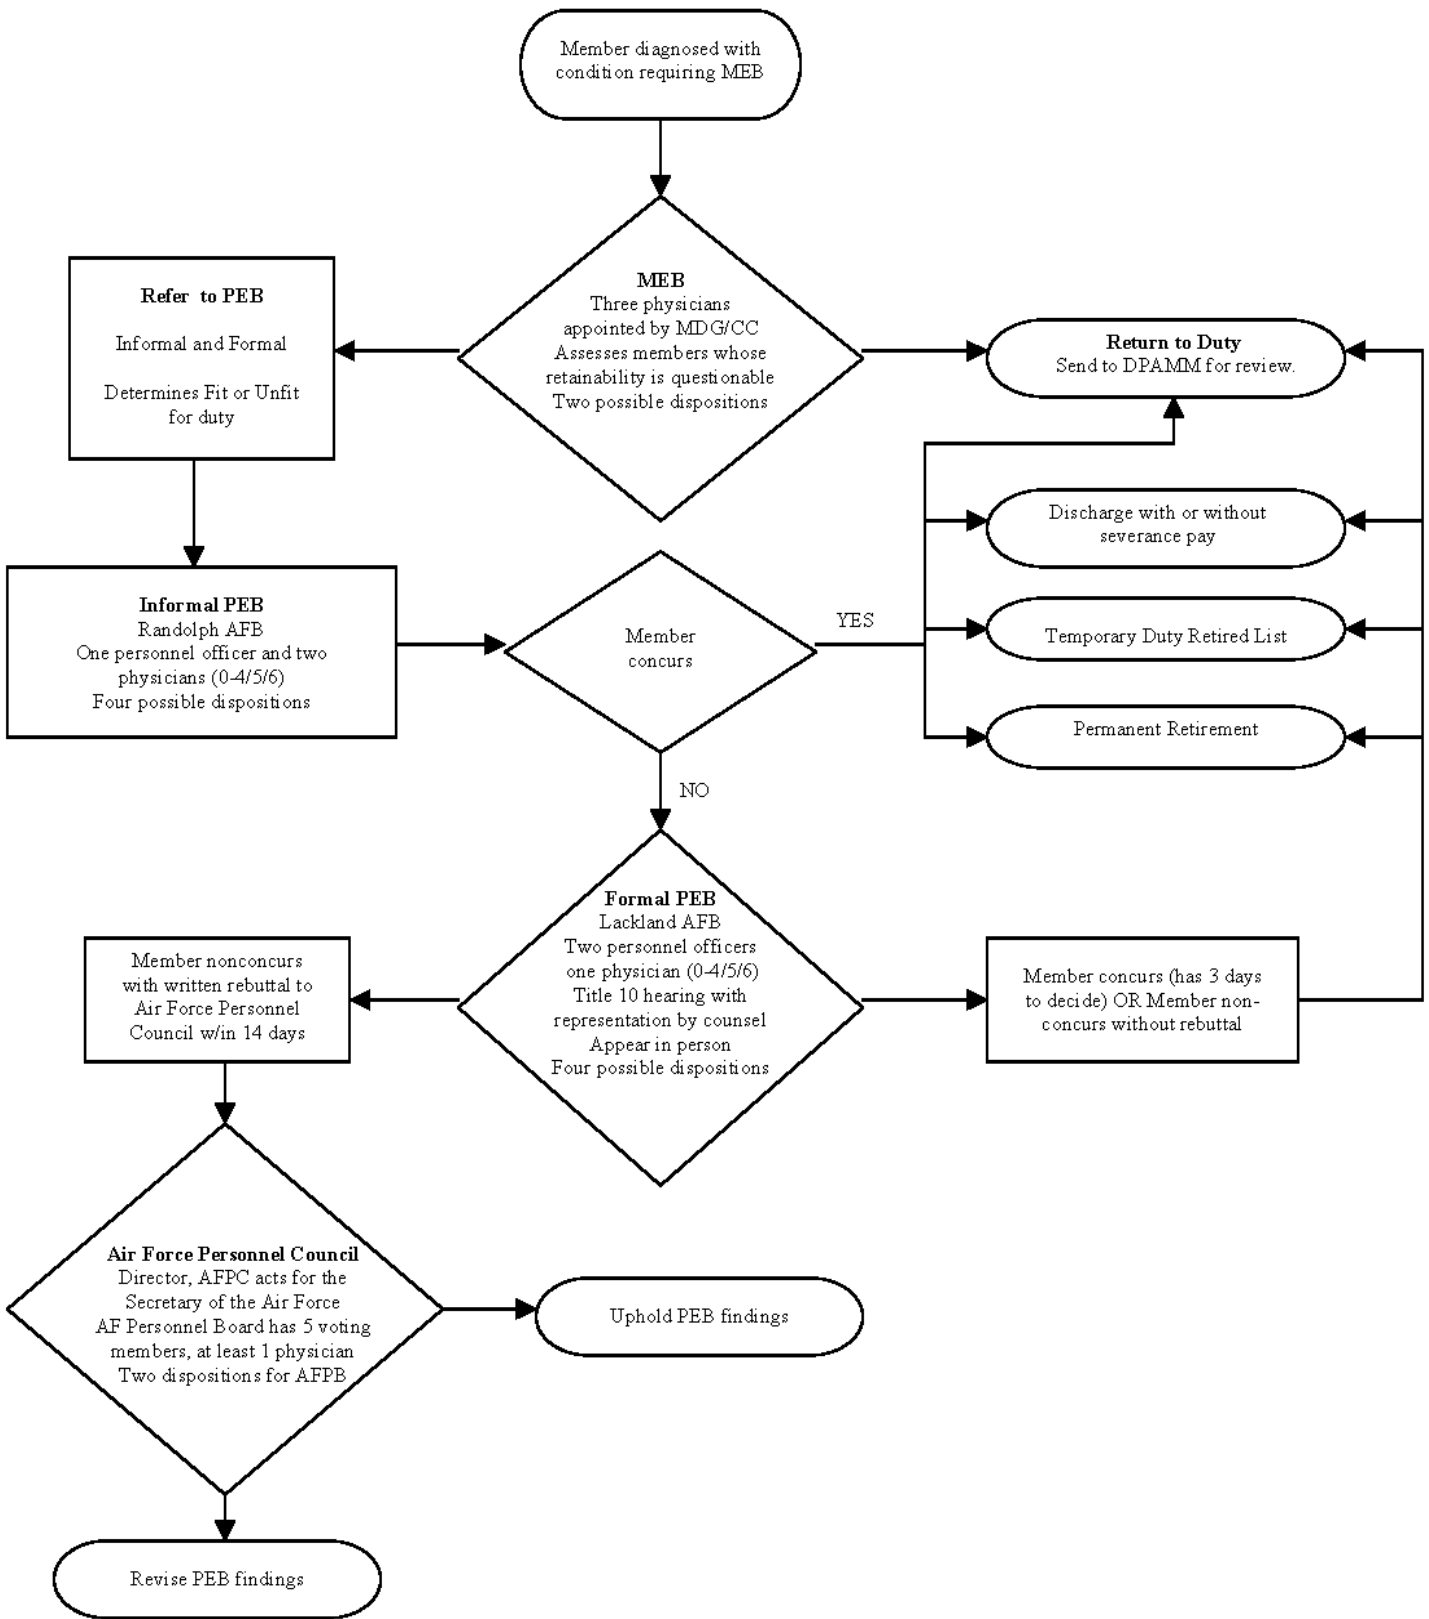 Member diagnosed with
condition requiring MEB
MEB
Three physicians
appointed by MDG/CC
Assesses members whose
retainability is questionable
Two possible dispositions
Refer to PEB
Informal and Formal
Determines Fit or Unfit
for duty
Return to Duty
Send to DPAMM for review.
Discharge with or without
severance pay
Temporary Duty Retired List
Permanent Retirement
Informal PEB
Randolph AFB
One personnel officer and two
physicians (0-4/5/6)
Four possible dispositions
Member
concurs
YES
NO
Formal PEB
Lackland AFB
Two personnel officers
one physician (0-4/5/6)
Title 10 hearing with
representation by counsel
Appear in person
Four possible dispositions
Member nonconcurs
with written rebuttal to
Air Force Personnel
Council w/in 14 days
Member concurs (has 3 days
to decide) OR Member non-
concurs without rebuttal
Air Force Personnel Council
Director, AFPC acts for the
Secretary of the Air Force
AF Personnel Board has 5 voting
members, at least 1 physician
Two dispositions for AFPB
Uphold PEB findings
Revise PEB findings